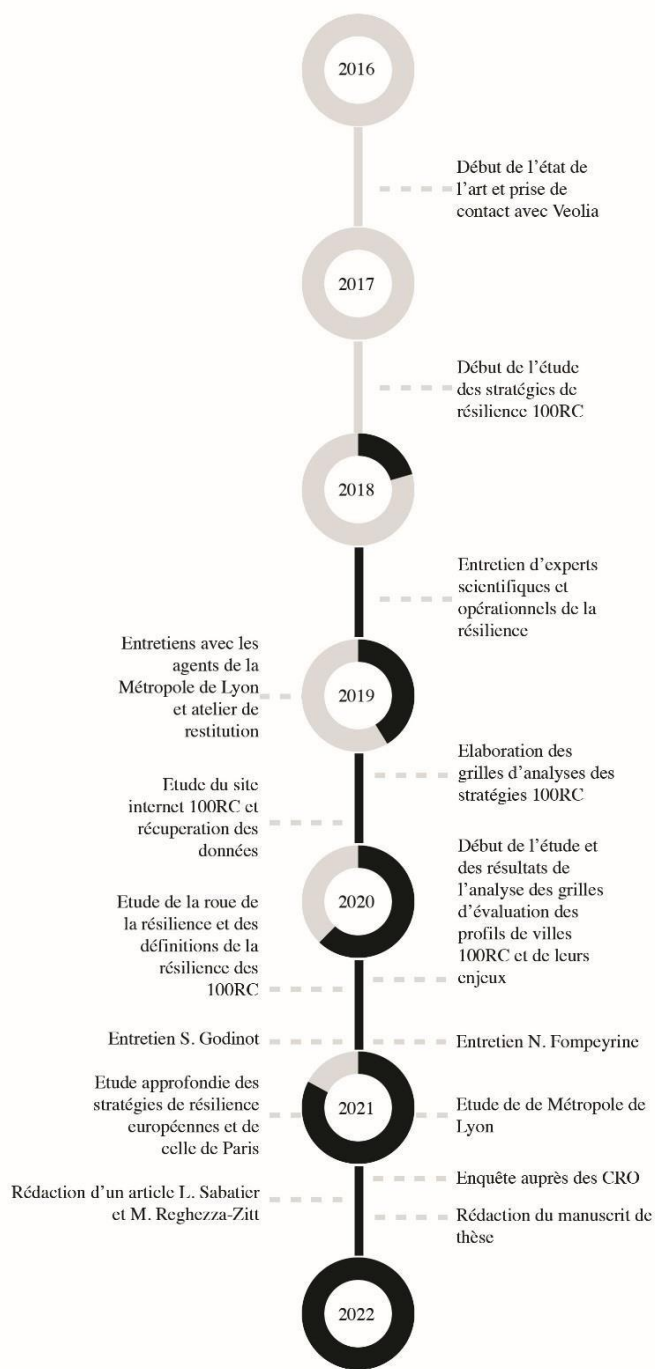 2016
Début de l’état de
l’art et prise de
contact avec Veolia
2017
Début de l’étude
des stratégies de
résilience 100RC
2018
Entretien d’experts
scientifiques et
opérationnels de la
résilience
Entretiens avec les
agents de la
Métropole de Lyon
et atelier de
restitution
2019
Elaboration des
grilles d’analyses des
stratégies 100RC
Etude du site
internet 100RC et
récuperation des
données
Début de l’étude et
des résultats de
l’analyse des grilles
d’évaluation des
profils de villes
100RC et de leurs
enjeux
2020
Etude de la roue de
la résilience et des
définitions de la
résilience des
100RC
Entretien S. Godinot
Entretien N. Fompeyrine
Etude approfondie des
stratégies de résilience
européennes et de
celle de Paris
2021
Etude de de Métropole de
Lyon
Enquête auprès des CRO
Rédaction d’un article L. Sabatier
et M. Reghezza-Zitt
Rédaction du manuscrit de
thèse
2022